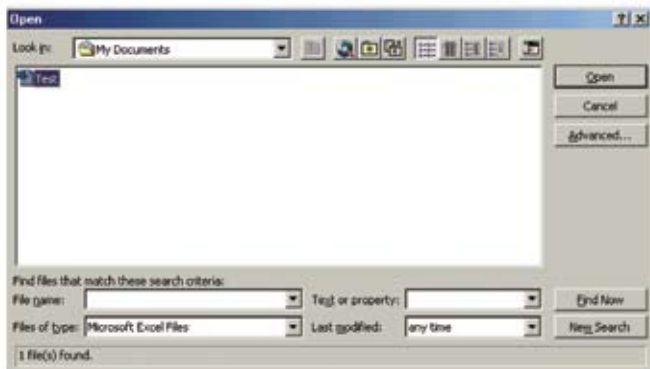 Open
Look in: My Documents
Test
Open
Cancel
Advanced...
Find files that match these search criteria:
File name: Text or property: Find Now
Files of type: Microsoft Excel Files Last modified: any time New Search
1 file(s) found.